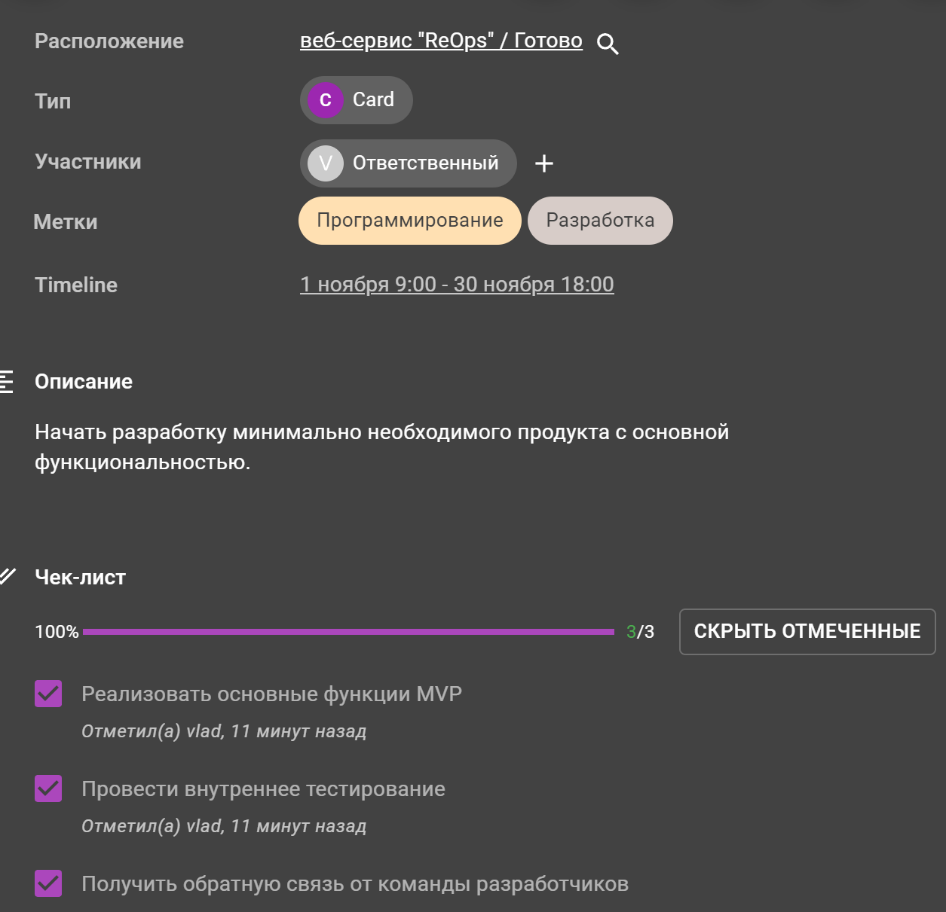 Расположение веб-сервис "ReOps" / Готово
Тип C Card
Участники V Ответственный +
Метки Программирование Разработка
Timeline 1 ноября 9:00 - 30 ноября 18:00
Описание
Начать разработку минимально необходимого продукта с основной
функциональностью.
Чек-лист
100% 3/3 СКРЫТЬ ОТМЕЧЕННЫЕ
Реализовать основные функции MVP
Отметил(а) vlad, 11 минут назад
Провести внутреннее тестирование
Отметил(а) vlad, 11 минут назад
Получить обратную связь от команды разработчиков